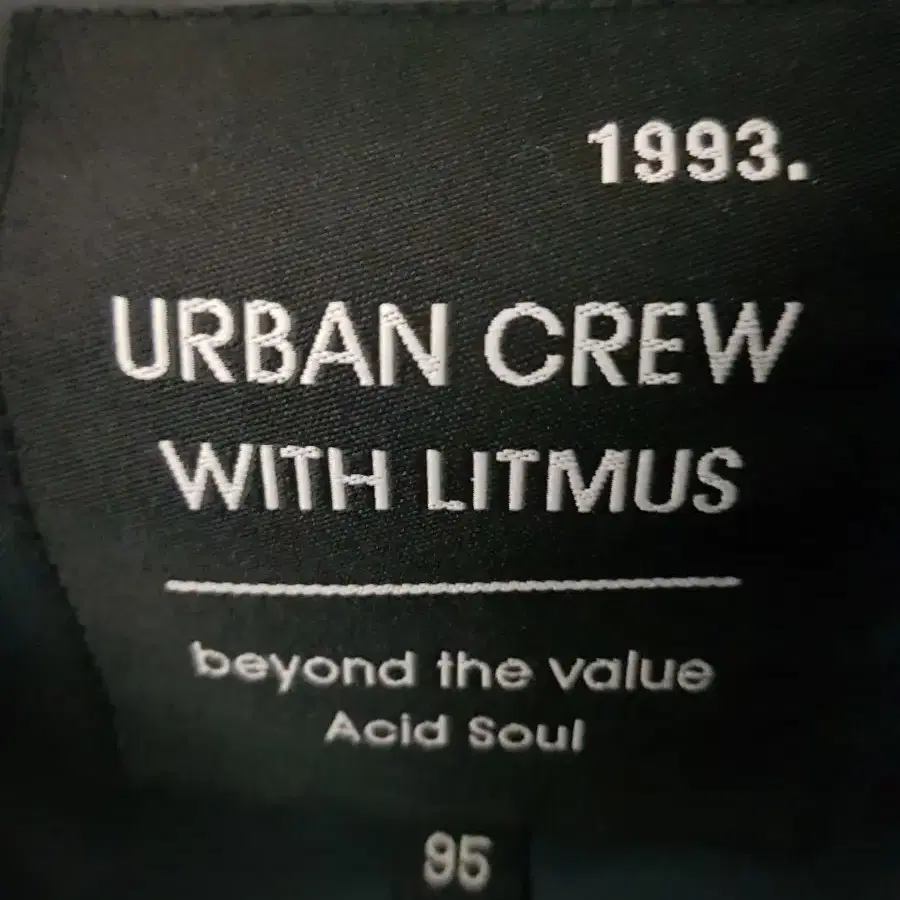 1993.
URBAN CREW
WITH LITMUS
beyond the value
Acid Soul
95